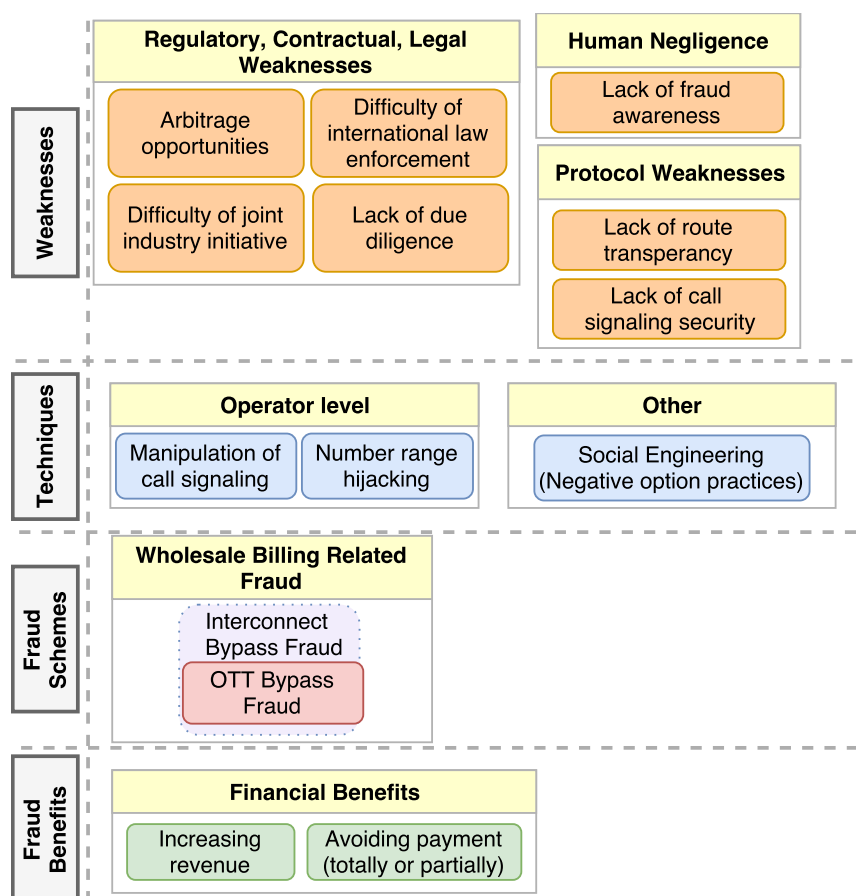 Weaknesses
Regulatory, Contractual, Legal
Weaknesses
Arbitrage
opportunities
Difficulty of
international law
enforcement
Difficulty of joint
industry initiative
Lack of due
diligence
Human Negligence
Lack of fraud
awareness
Protocol Weaknesses
Lack of route
transperancy
Lack of call
signaling security
Techniques
Operator level
Manipulation of
call signaling
Number range
hijacking
Other
Social Engineering
(Negative option practices)
Fraud
Schemes
Wholesale Billing Related
Fraud
Interconnect
Bypass Fraud
OTT Bypass
Fraud
Fraud
Benefits
Financial Benefits
Increasing
revenue
Avoiding payment
(totally or partially)